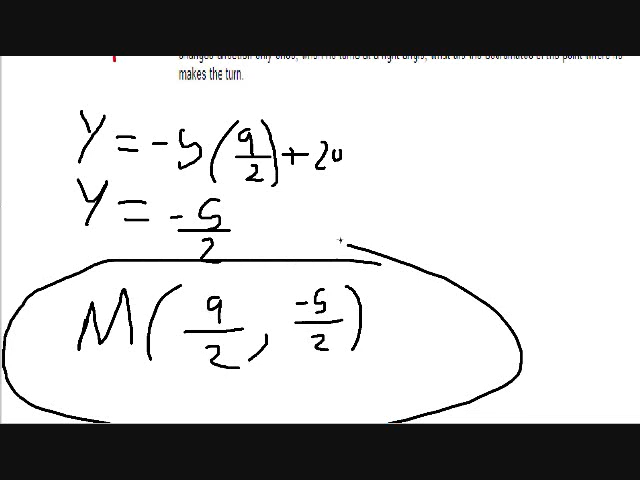 makes the turn.
Y = -5(9/2) + 20
Y = -5/2
M(9/2, -5/2)